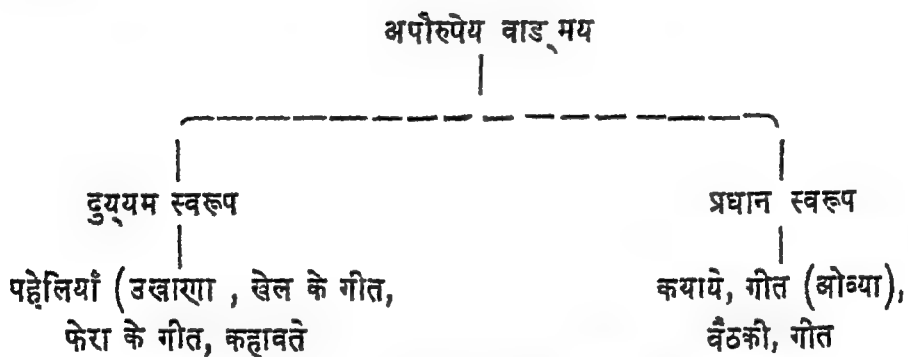 अपौरुषेय वाड्मय
दुय्यम स्वरूप
प्रधान स्वरूप
पहेलियाँ (उखाणा, खेल के गीत,
फेरा के गीत, कहावते
कथाये, गीत (ओव्या),
बैठकी, गीत